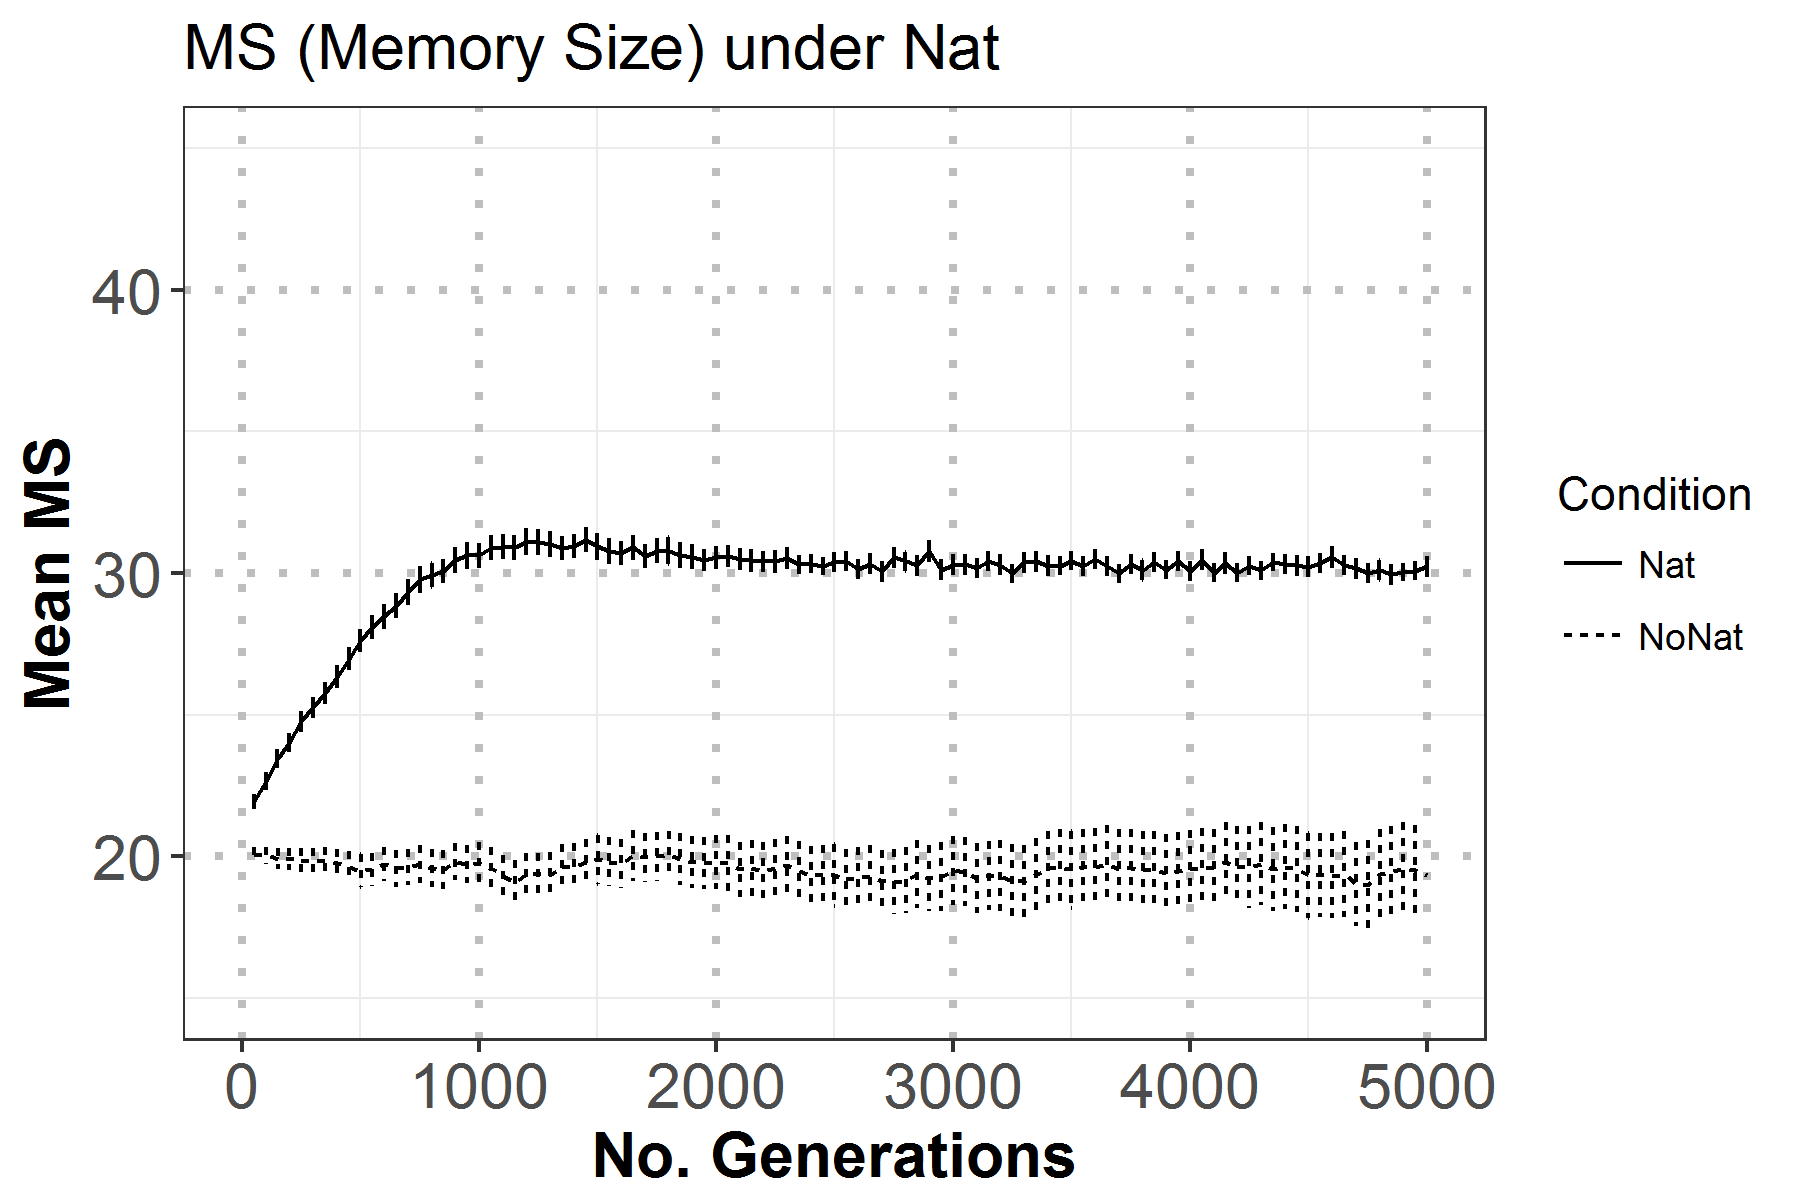 MS (Memory Size) under Nat
Mean MS
40
30
20
0 1000 2000 3000 4000 5000
No. Generations
Condition
Nat
NoNat